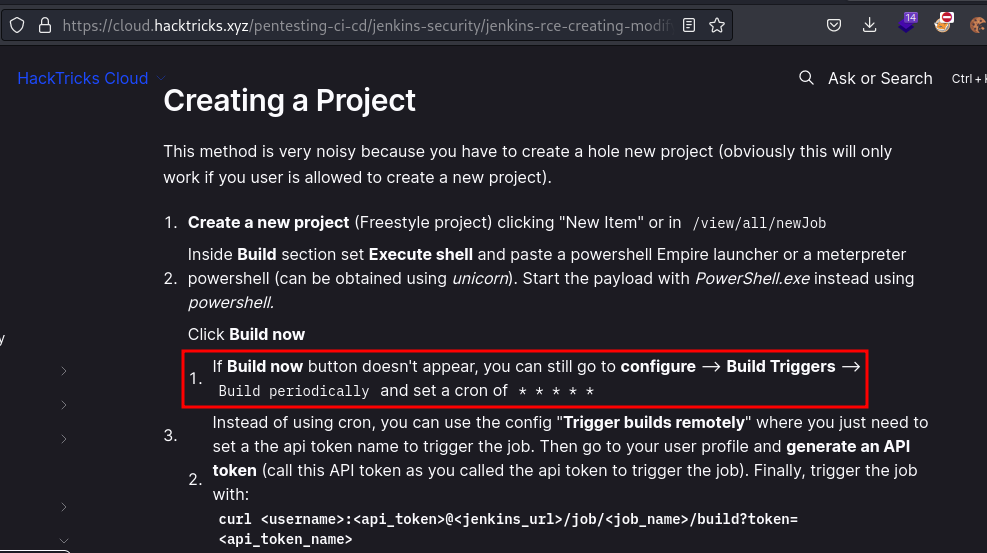 https://cloud.hacktricks.xyz/pentesting-ci-cd/jenkins-security/jenkins-rce-creating-modif
14
HackTricks Cloud
Ask or Search Ctrl+K
Creating a Project
This method is very noisy because you have to create a hole new project (obviously this will only
work if you user is allowed to create a new project).
1. Create a new project (Freestyle project) clicking "New Item" or in /view/all/newJob
Inside Build section set Execute shell and paste a powershell Empire launcher or a meterpreter
2. powershell (can be obtained using unicorn). Start the payload with PowerShell.exe instead using
powershell.
Click Build now
y
If Build now button doesn't appear, you can still go to configure --> Build Triggers -->
1.
Build periodically and set a cron of * * * * *
Instead of using cron, you can use the config "Trigger builds remotely" where you just need to
3.
set a the api token name to trigger the job. Then go to your user profile and generate an API
token (call this API token as you called the api token to trigger the job). Finally, trigger the job
2.
with:
curl <username>:<api_token>@<jenkins_url>/job/<job_name>/build?token=
<api_token_name>